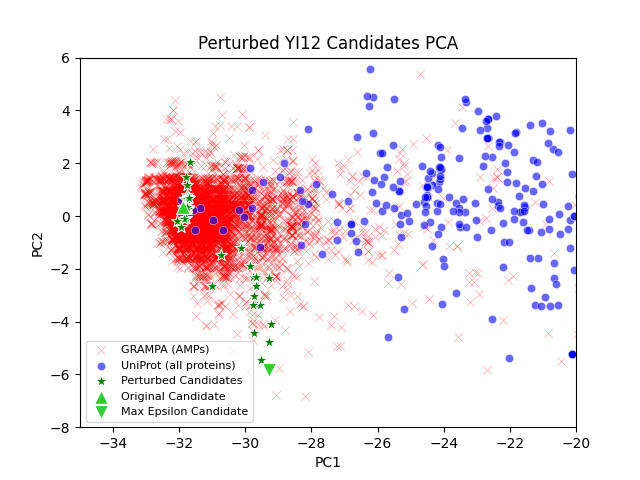 Perturbed YI12 Candidates PCA
6
4
2
0
−2
−4
−6
−8
PC2
GRAMPA (AMPs)
UniProt (all proteins)
Perturbed Candidates
Original Candidate
Max Epsilon Candidate
−34 −32 −30 −28 −26 −24 −22 −20
PC1